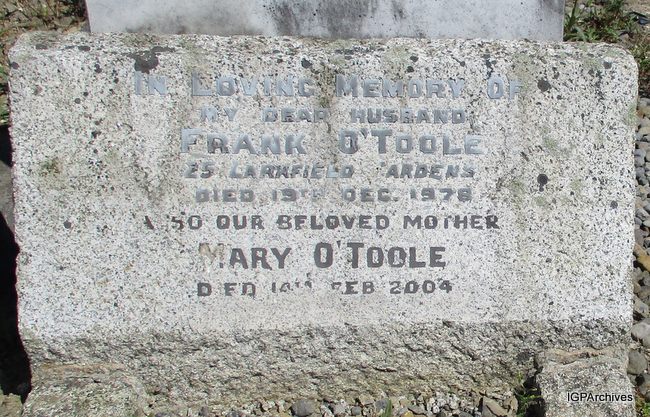 In Loving Memory Of
MY DEAR HUSBAND
FRANK O'TOOLE
25 LARKFIELD GARDENS
DIED 19TH DEC. 1978
ALSO OUR BELOVED MOTHER
MARY O'TOOLE
DIED 14TH FEB 2004
IGPArchives